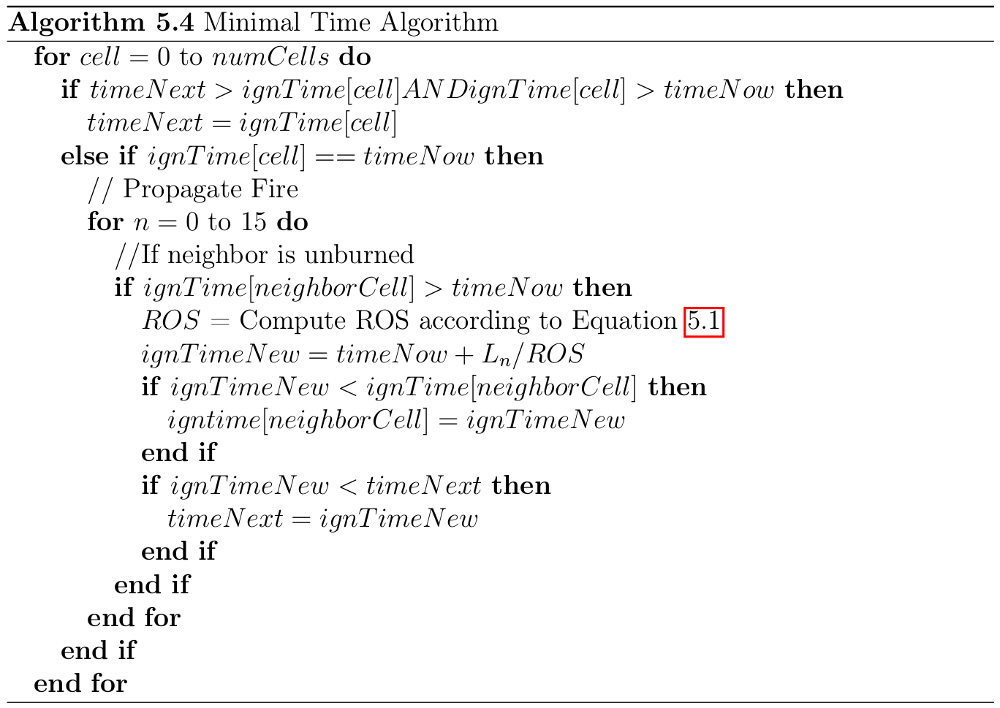 Algorithm 5.4 Minimal Time Algorithm
for cell = 0 to numCells do
if timeNext > ignTime[cell]ANDignTime[cell] > timeNow then
timeNext = ignTime[cell]
else if ignTime[cell] == timeNow then
// Propagate Fire
for n = 0 to 15 do
//If neighbor is unburned
if ignTime[neighborCell] > timeNow then
ROS = Compute ROS according to Equation 5.1
ignTimeNew = timeNow + Lₙ/ROS
if ignTimeNew < ignTime[neighborCell] then
igntime[neighborCell] = ignTimeNew
end if
if ignTimeNew < timeNext then
timeNext = ignTimeNew
end if
end if
end for
end if
end for